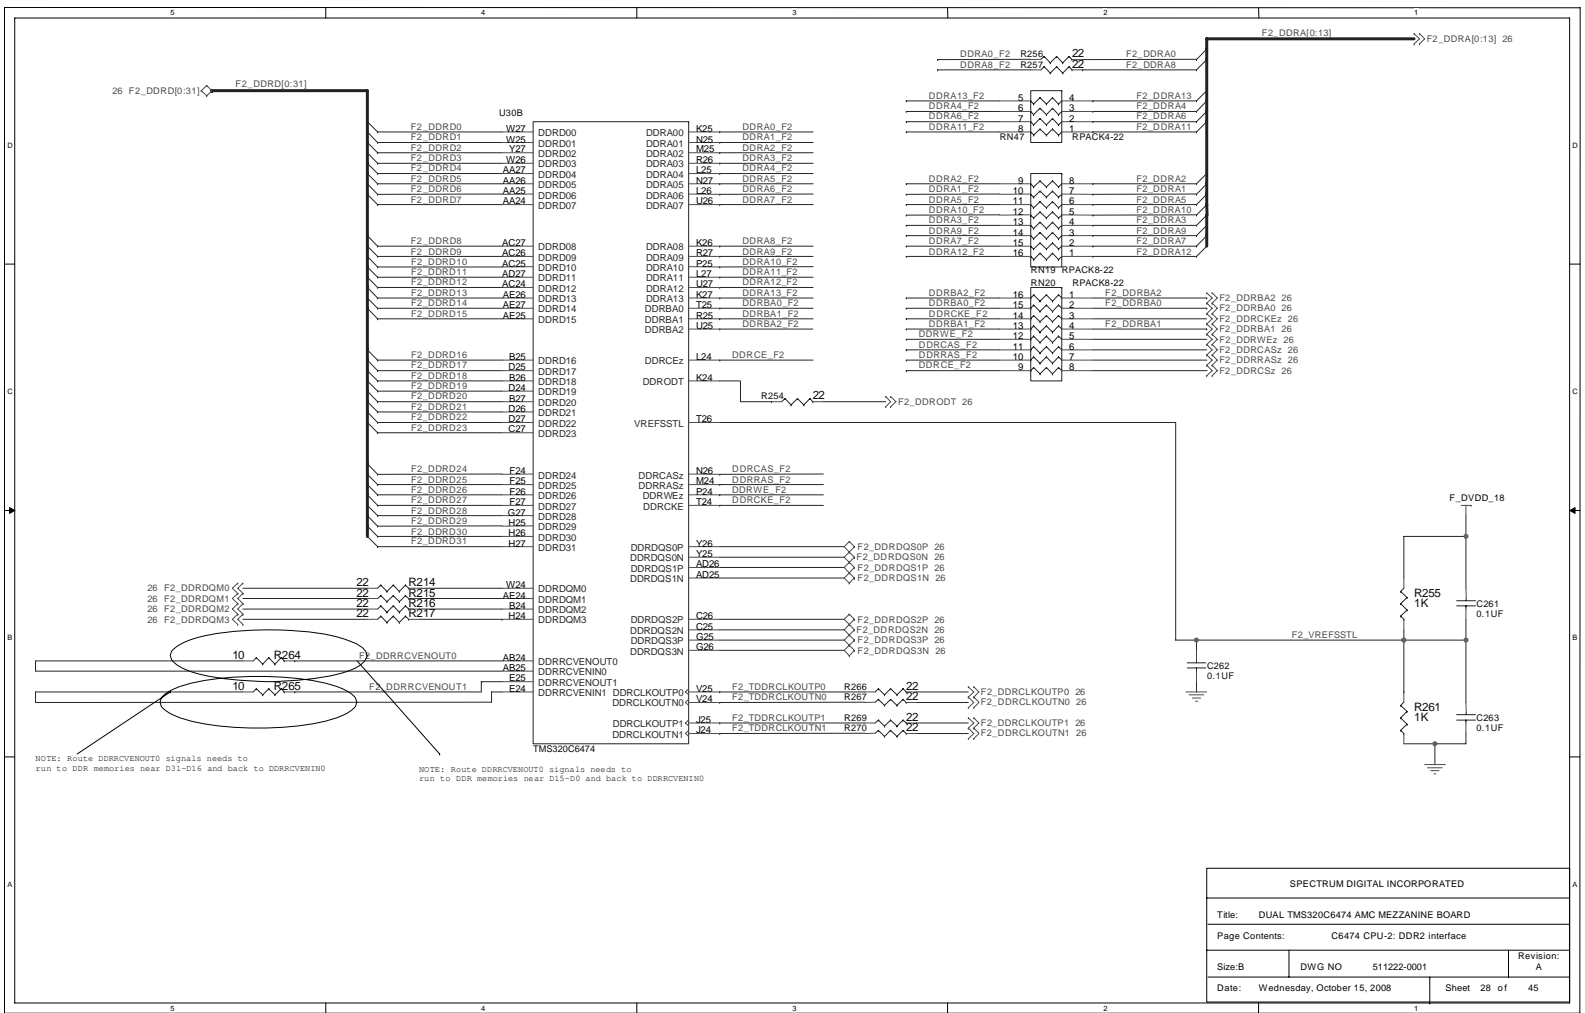 5 4 3 2 1
F2_DDRA[0:13]
F2_DDRA[0:13] 26
DDRA0_F2 R256 22 F2_DDRA0
DDRA8_F2 R257 22 F2_DDRA8
26 F2_DDRD[0:31] F2_DDRD[0:31]
DDRA13_F2 5 4 F2_DDRA13
DDRA4_F2 6 3 F2_DDRA4
DDRA6_F2 7 2 F2_DDRA6
DDRA11_F2 8 1 F2_DDRA11
RN47 RPACK4-22
U30B
F2_DDRD0 W27 DDRD00 DDRA00 K25 DDRA0_F2
F2_DDRD1 W25 DDRD01 DDRA01 N25 DDRA1_F2
F2_DDRD2 Y27 DDRD02 DDRA02 M25 DDRA2_F2
F2_DDRD3 W26 DDRD03 DDRA03 R26 DDRA3_F2
F2_DDRD4 AA27 DDRD04 DDRA04 L25 DDRA4_F2
F2_DDRD5 AA26 DDRD05 DDRA05 N27 DDRA5_F2
F2_DDRD6 AA25 DDRD06 DDRA06 L26 DDRA6_F2
F2_DDRD7 AA24 DDRD07 DDRA07 U26 DDRA7_F2
D D
DDRA2_F2 9 8 F2_DDRA2
DDRA1_F2 10 7 F2_DDRA1
DDRA5_F2 11 6 F2_DDRA5
DDRA10_F2 12 5 F2_DDRA10
DDRA3_F2 13 4 F2_DDRA3
DDRA9_F2 14 3 F2_DDRA9
DDRA7_F2 15 2 F2_DDRA7
DDRA12_F2 16 1 F2_DDRA12
RN19 RPACK8-22
F2_DDRD8 AC27 DDRD08 DDRA08 K26 DDRA8_F2
F2_DDRD9 AC26 DDRD09 DDRA09 R27 DDRA9_F2
F2_DDRD10 AC25 DDRD10 DDRA10 P25 DDRA10_F2
F2_DDRD11 AD27 DDRD11 DDRA11 L27 DDRA11_F2
F2_DDRD12 AC24 DDRD12 DDRA12 U27 DDRA12_F2
F2_DDRD13 AE26 DDRD13 DDRA13 K27 DDRA13_F2
F2_DDRD14 AE27 DDRD14 DDRBA0 T25 DDRBA0_F2
F2_DDRD15 AE25 DDRD15 DDRBA1 R25 DDRBA1_F2
DDRBA2 U25 DDRBA2_F2
RN20 RPACK8-22
DDRBA2_F2 16 1 F2_DDRBA2 F2_DDRBA2 26
DDRBA0_F2 15 2 F2_DDRBA0 F2_DDRBA0 26
DDRCKE_F2 14 3 F2_DDRCKEz 26
DDRBA1_F2 13 4 F2_DDRBA1 F2_DDRBA1 26
DDRWE_F2 12 5 F2_DDRWEz 26
DDRCAS_F2 11 6 F2_DDRCASz 26
DDRRAS_F2 10 7 F2_DDRRASz 26
DDRCE_F2 9 8 F2_DDRCSz 26
F2_DDRD16 B25 DDRD16 DDRCEz L24 DDRCE_F2
F2_DDRD17 D25 DDRD17
F2_DDRD18 B26 DDRD18 DDRODT K24
F2_DDRD19 D24 DDRD19
F2_DDRD20 B27 DDRD20 R254 22 F2_DDRODT 26
F2_DDRD21 D26 DDRD21
F2_DDRD22 D27 DDRD22 VREFSSTL T26
F2_DDRD23 C27 DDRD23
C C
F2_DDRD24 F24 DDRD24 DDRCASz N26 DDRCAS_F2
F2_DDRD25 F25 DDRD25 DDRRASz M24 DDRRAS_F2
F2_DDRD26 F26 DDRD26 DDRWEz P24 DDRWE_F2
F2_DDRD27 F27 DDRD27 DDRCKE T24 DDRCKE_F2
F2_DDRD28 G27 DDRD28
F2_DDRD29 H25 DDRD29
F2_DDRD30 H26 DDRD30
F2_DDRD31 H27 DDRD31
F_DVDD_18
DDRDQS0P Y26 F2_DDRDQS0P 26
DDRDQS0N Y25 F2_DDRDQS0N 26
DDRDQS1P AD26 F2_DDRDQS1P 26
DDRDQS1N AD25 F2_DDRDQS1N 26
26 F2_DDRDQM0 22 R214 W24 DDRDQM0
26 F2_DDRDQM1 22 R215 AE24 DDRDQM1
26 F2_DDRDQM2 22 R216 B24 DDRDQM2
26 F2_DDRDQM3 22 R217 H24 DDRDQM3
DDRDQS2P C26 F2_DDRDQS2P 26
DDRDQS2N C25 F2_DDRDQS2N 26
DDRDQS3P G25 F2_DDRDQS3P 26
DDRDQS3N G26 F2_DDRDQS3N 26
R255
1K
C261
0.1UF
B B
F2_VREFSSTL
10 R264 F2_DDRRCVENOUT0 AB24 DDRRCVENOUT0
AB25 DDRRCVENIN0
10 R265 F2_DDRRCVENOUT1 E25 DDRRCVENOUT1
E24 DDRRCVENIN1
C262
0.1UF
DDRCLKOUTP0 V25 F2_TDDRCLKOUTP0 R266 22 F2_DDRCLKOUTP0 26
DDRCLKOUTN0 V24 F2_TDDRCLKOUTN0 R267 22 F2_DDRCLKOUTN0 26
DDRCLKOUTP1 J25 F2_TDDRCLKOUTP1 R269 22 F2_DDRCLKOUTP1 26
DDRCLKOUTN1 J24 F2_TDDRCLKOUTN1 R270 22 F2_DDRCLKOUTN1 26
R261
1K
C263
0.1UF
TMS320C6474
NOTE: Route DDRRCVENOUT0 signals needs to
run to DDR memories near D31-D16 and back to DDRRCVENIN0
NOTE: Route DDRRCVENOUT0 signals needs to
run to DDR memories near D15-D0 and back to DDRRCVENIN0
A A
SPECTRUM DIGITAL INCORPORATED
Title: DUAL TMS320C6474 AMC MEZZANINE BOARD
Page Contents: C6474 CPU-2: DDR2 interface
Size:B DWG NO 511222-0001 Revision: A
Date: Wednesday, October 15, 2008 Sheet 28 of 45
5 4 3 2 1